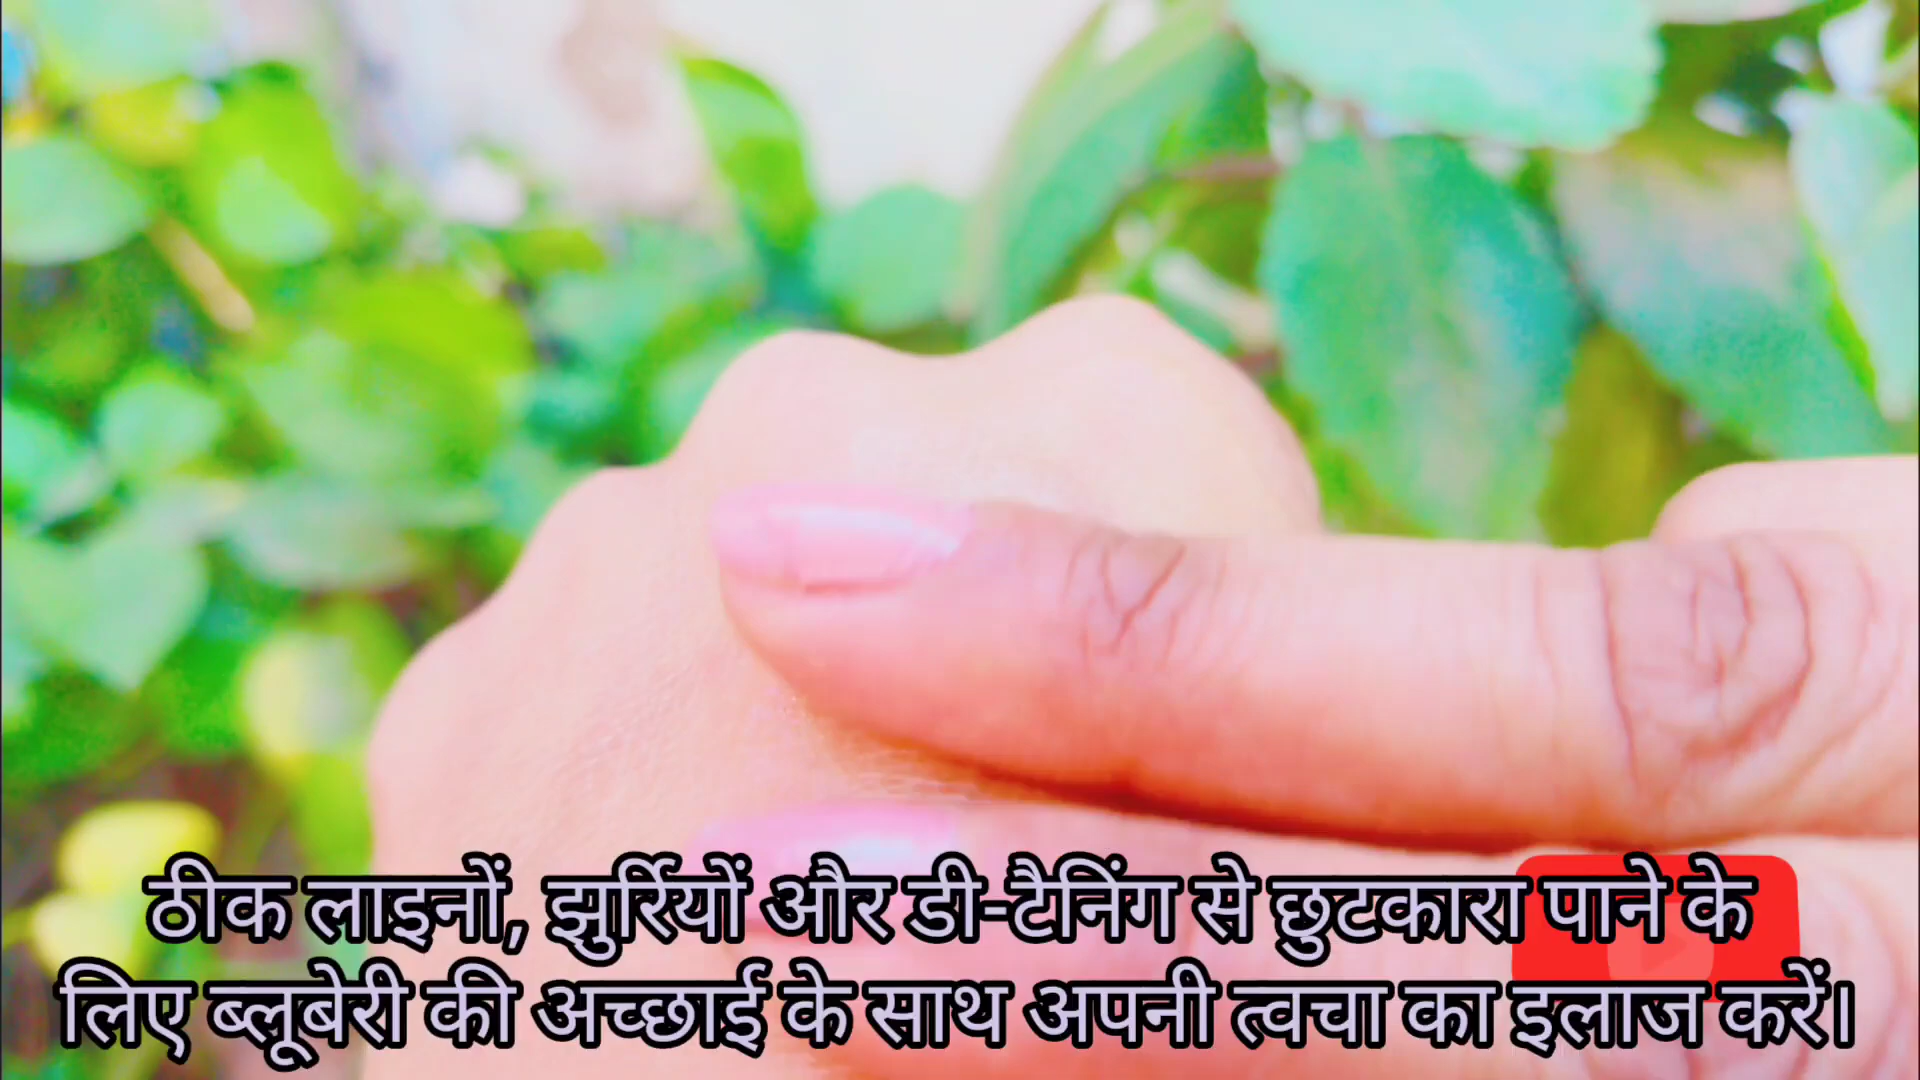 ठीक लाइनों, झुर्रियों और डी-टैनिंग से छुटकारा पाने के
लिए ब्लूबेरी की अच्छाई के साथ अपनी त्वचा का इलाज करें।